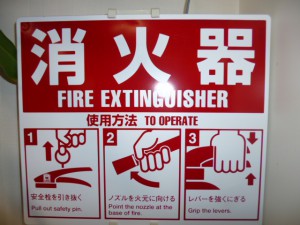 消火器
FIRE EXTINGUISHER
使用方法 TO OPERATE
1
安全栓を引き抜く
Pull out safety pin.
2
ノズルを火元に向ける
Point the nozzle at the
base of fire.
3
レバーを強くにぎる
Grip the levers.